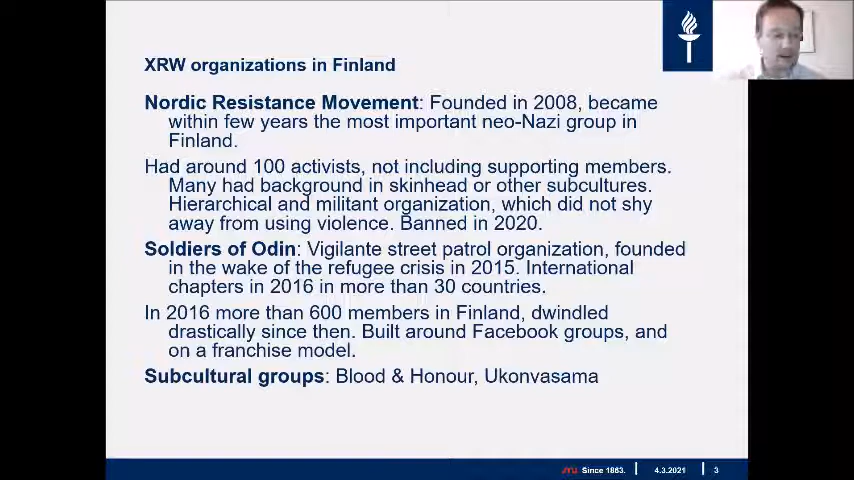 XRW organizations in Finland
Nordic Resistance Movement: Founded in 2008, became
within few years the most important neo-Nazi group in
Finland.
Had around 100 activists, not including supporting members.
Many had background in skinhead or other subcultures.
Hierarchical and militant organization, which did not shy
away from using violence. Banned in 2020.
Soldiers of Odin: Vigilante street patrol organization, founded
in the wake of the refugee crisis in 2015. International
chapters in 2016 in more than 30 countries.
In 2016 more than 600 members in Finland, dwindled
drastically since then. Built around Facebook groups, and
on a franchise model.
Subcultural groups: Blood & Honour, Ukonvasama
JYU Since 1863. 4.3.2021 3